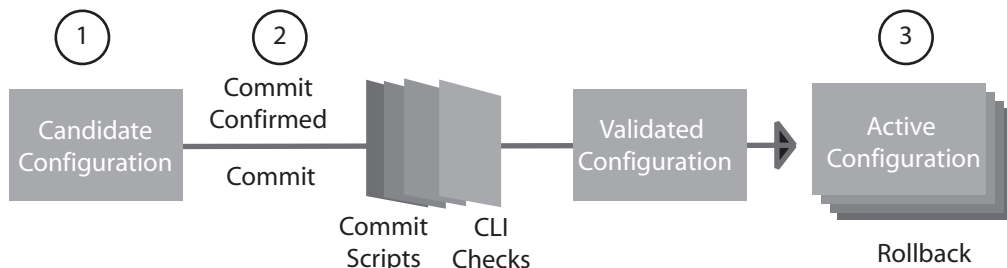 1
2
3
Commit
Confirmed
Candidate
Configuration
Commit
Commit
Scripts
CLI
Checks
Validated
Configuration
Active
Configuration
Rollback